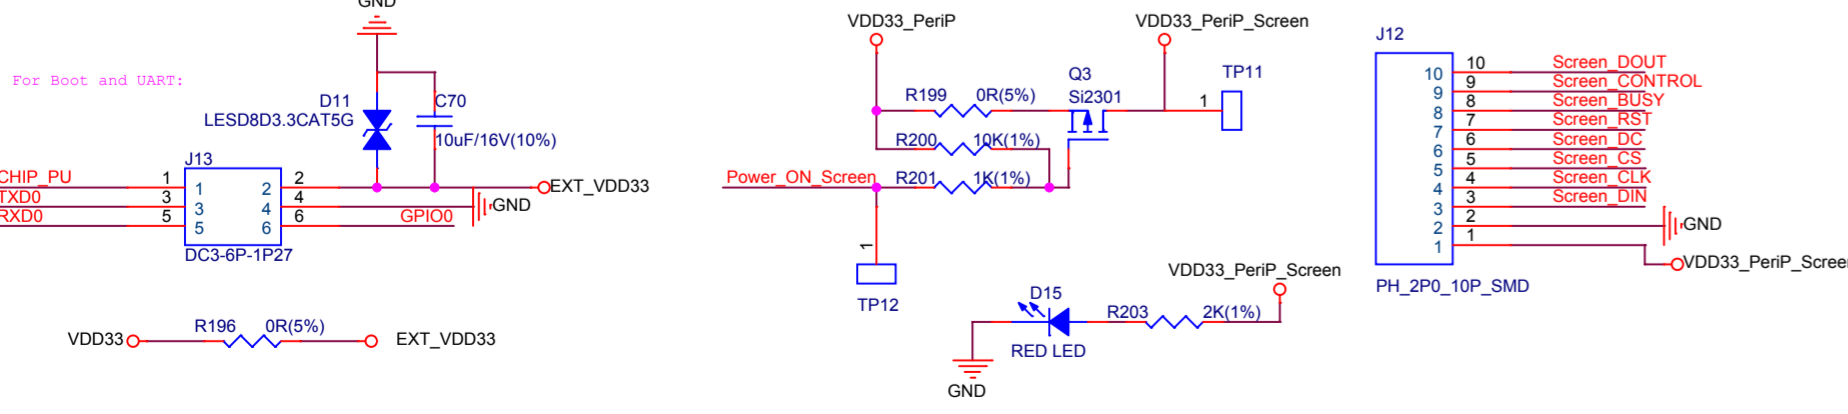 GND
For Boot and UART:
D11
LESD8D3.3CAT5G
C70
10uF/16V(10%)
J13
CHIP_PU
TXD0
RXD0
1
3
5
1
3
5
2
4
6
2
4
6
EXT_VDD33
GND
GPIO0
DC3-6P-1P27
VDD33
R196
0R(5%)
EXT_VDD33
VDD33_PeriP
VDD33_PeriP_Screen
R199
0R(5%)
Q3
Si2301
1
TP11
R200
10K(1%)
Power_ON_Screen
R201
1K(1%)
1
TP12
VDD33_PeriP_Screen
D15
R203
2K(1%)
RED LED
GND
J12
10
10
Screen_DOUT
9
9
Screen_CONTROL
8
8
Screen_BUSY
7
7
Screen_RST
6
6
Screen_DC
5
5
Screen_CS
4
4
Screen_CLK
3
3
Screen_DIN
2
2
GND
1
1
VDD33_PeriP_Scree
PH_2P0_10P_SMD